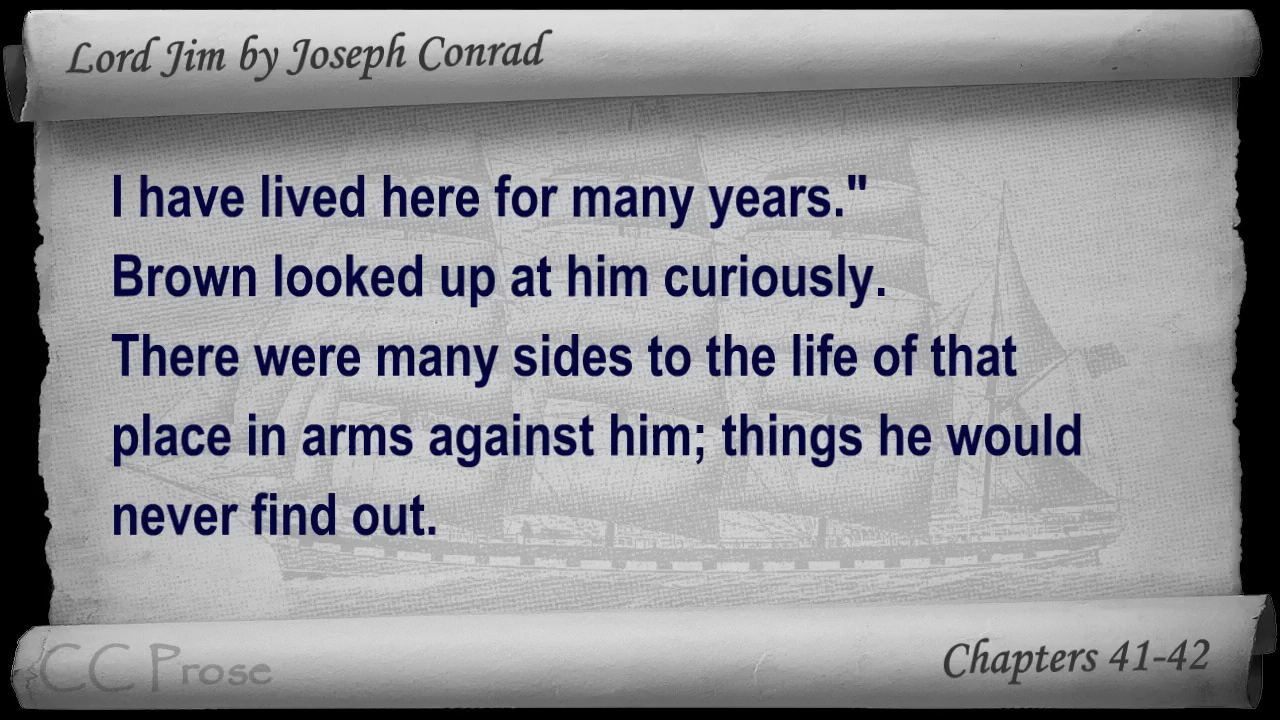 Lord Jim by Joseph Conrad
I have lived here for many years."
Brown looked up at him curiously.
There were many sides to the life of that
place in arms against him; things he would
never find out.
CC Prose
Chapters 41-42